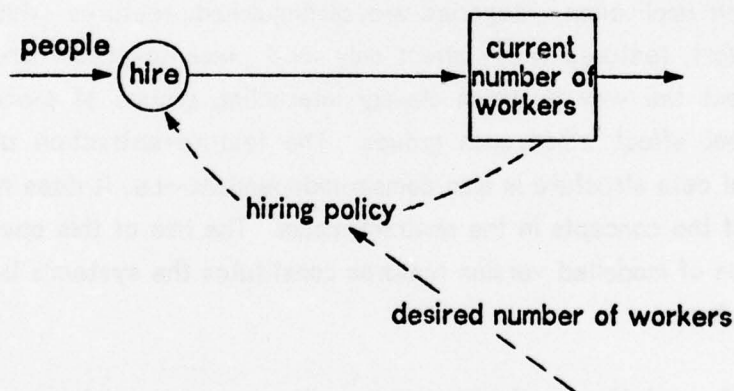 people
hire
current
number of
workers
hiring policy
desired number of workers